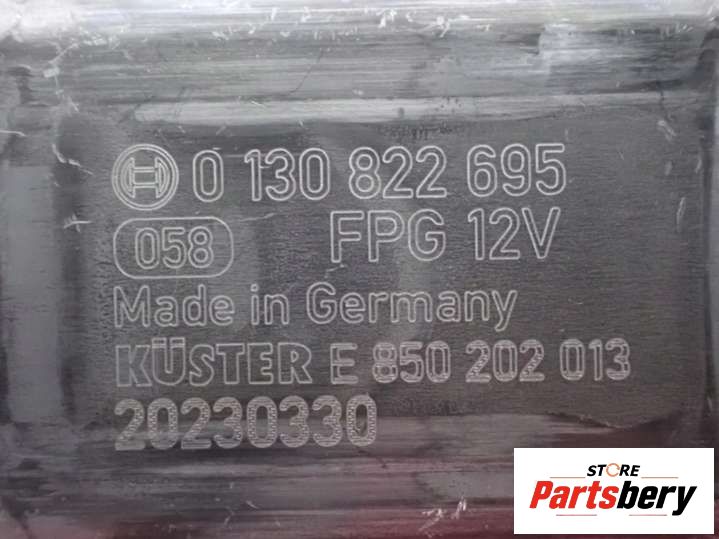 0 130 822 695
058 FPG 12V
Made in Germany
KÜSTER E 850 202 013
20230330
STORE
Partsbery